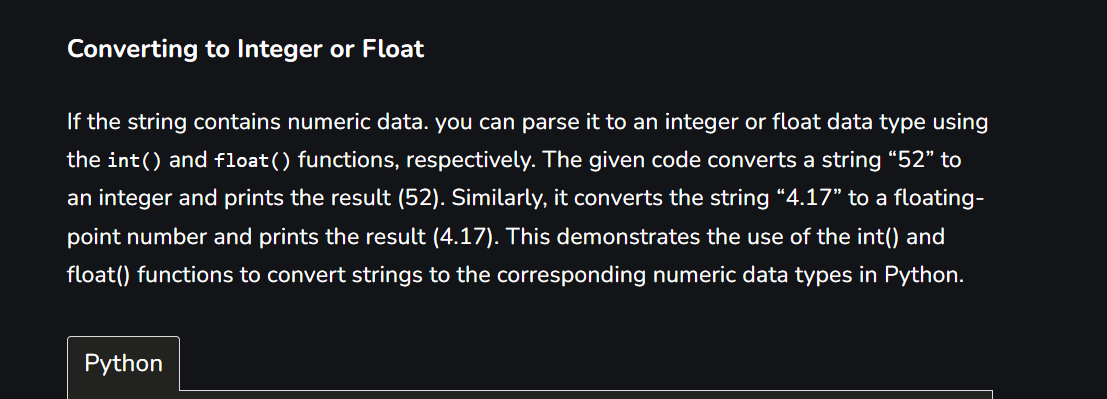 Converting to Integer or Float
If the string contains numeric data. you can parse it to an integer or float data type using
the int() and float() functions, respectively. The given code converts a string “52” to
an integer and prints the result (52). Similarly, it converts the string “4.17” to a floating-
point number and prints the result (4.17). This demonstrates the use of the int() and
float() functions to convert strings to the corresponding numeric data types in Python.
Python